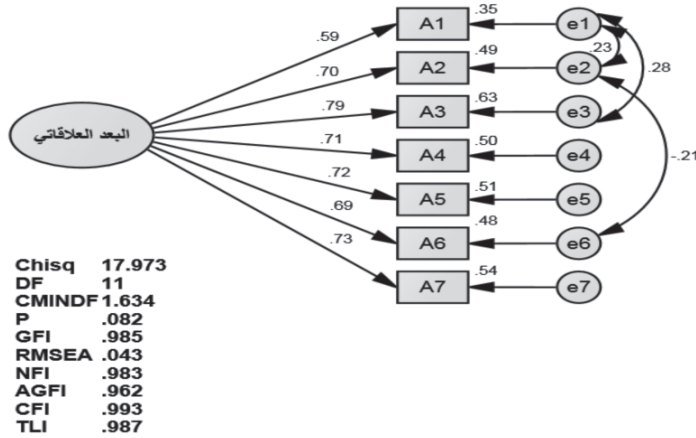 .35
A1
e1
.59
.23
.49
A2
e2
.70
.28
.63
A3
e3
.79
البعد العلاقاتي
.50
A4
e4
.71
-.21
.51
A5
e5
.72
.48
A6
e6
.69
.54
A7
e7
.73
Chisq 17.973
DF 11
CMINDF 1.634
P .082
GFI .985
RMSEA .043
NFI .983
AGFI .962
CFI .993
TLI .987